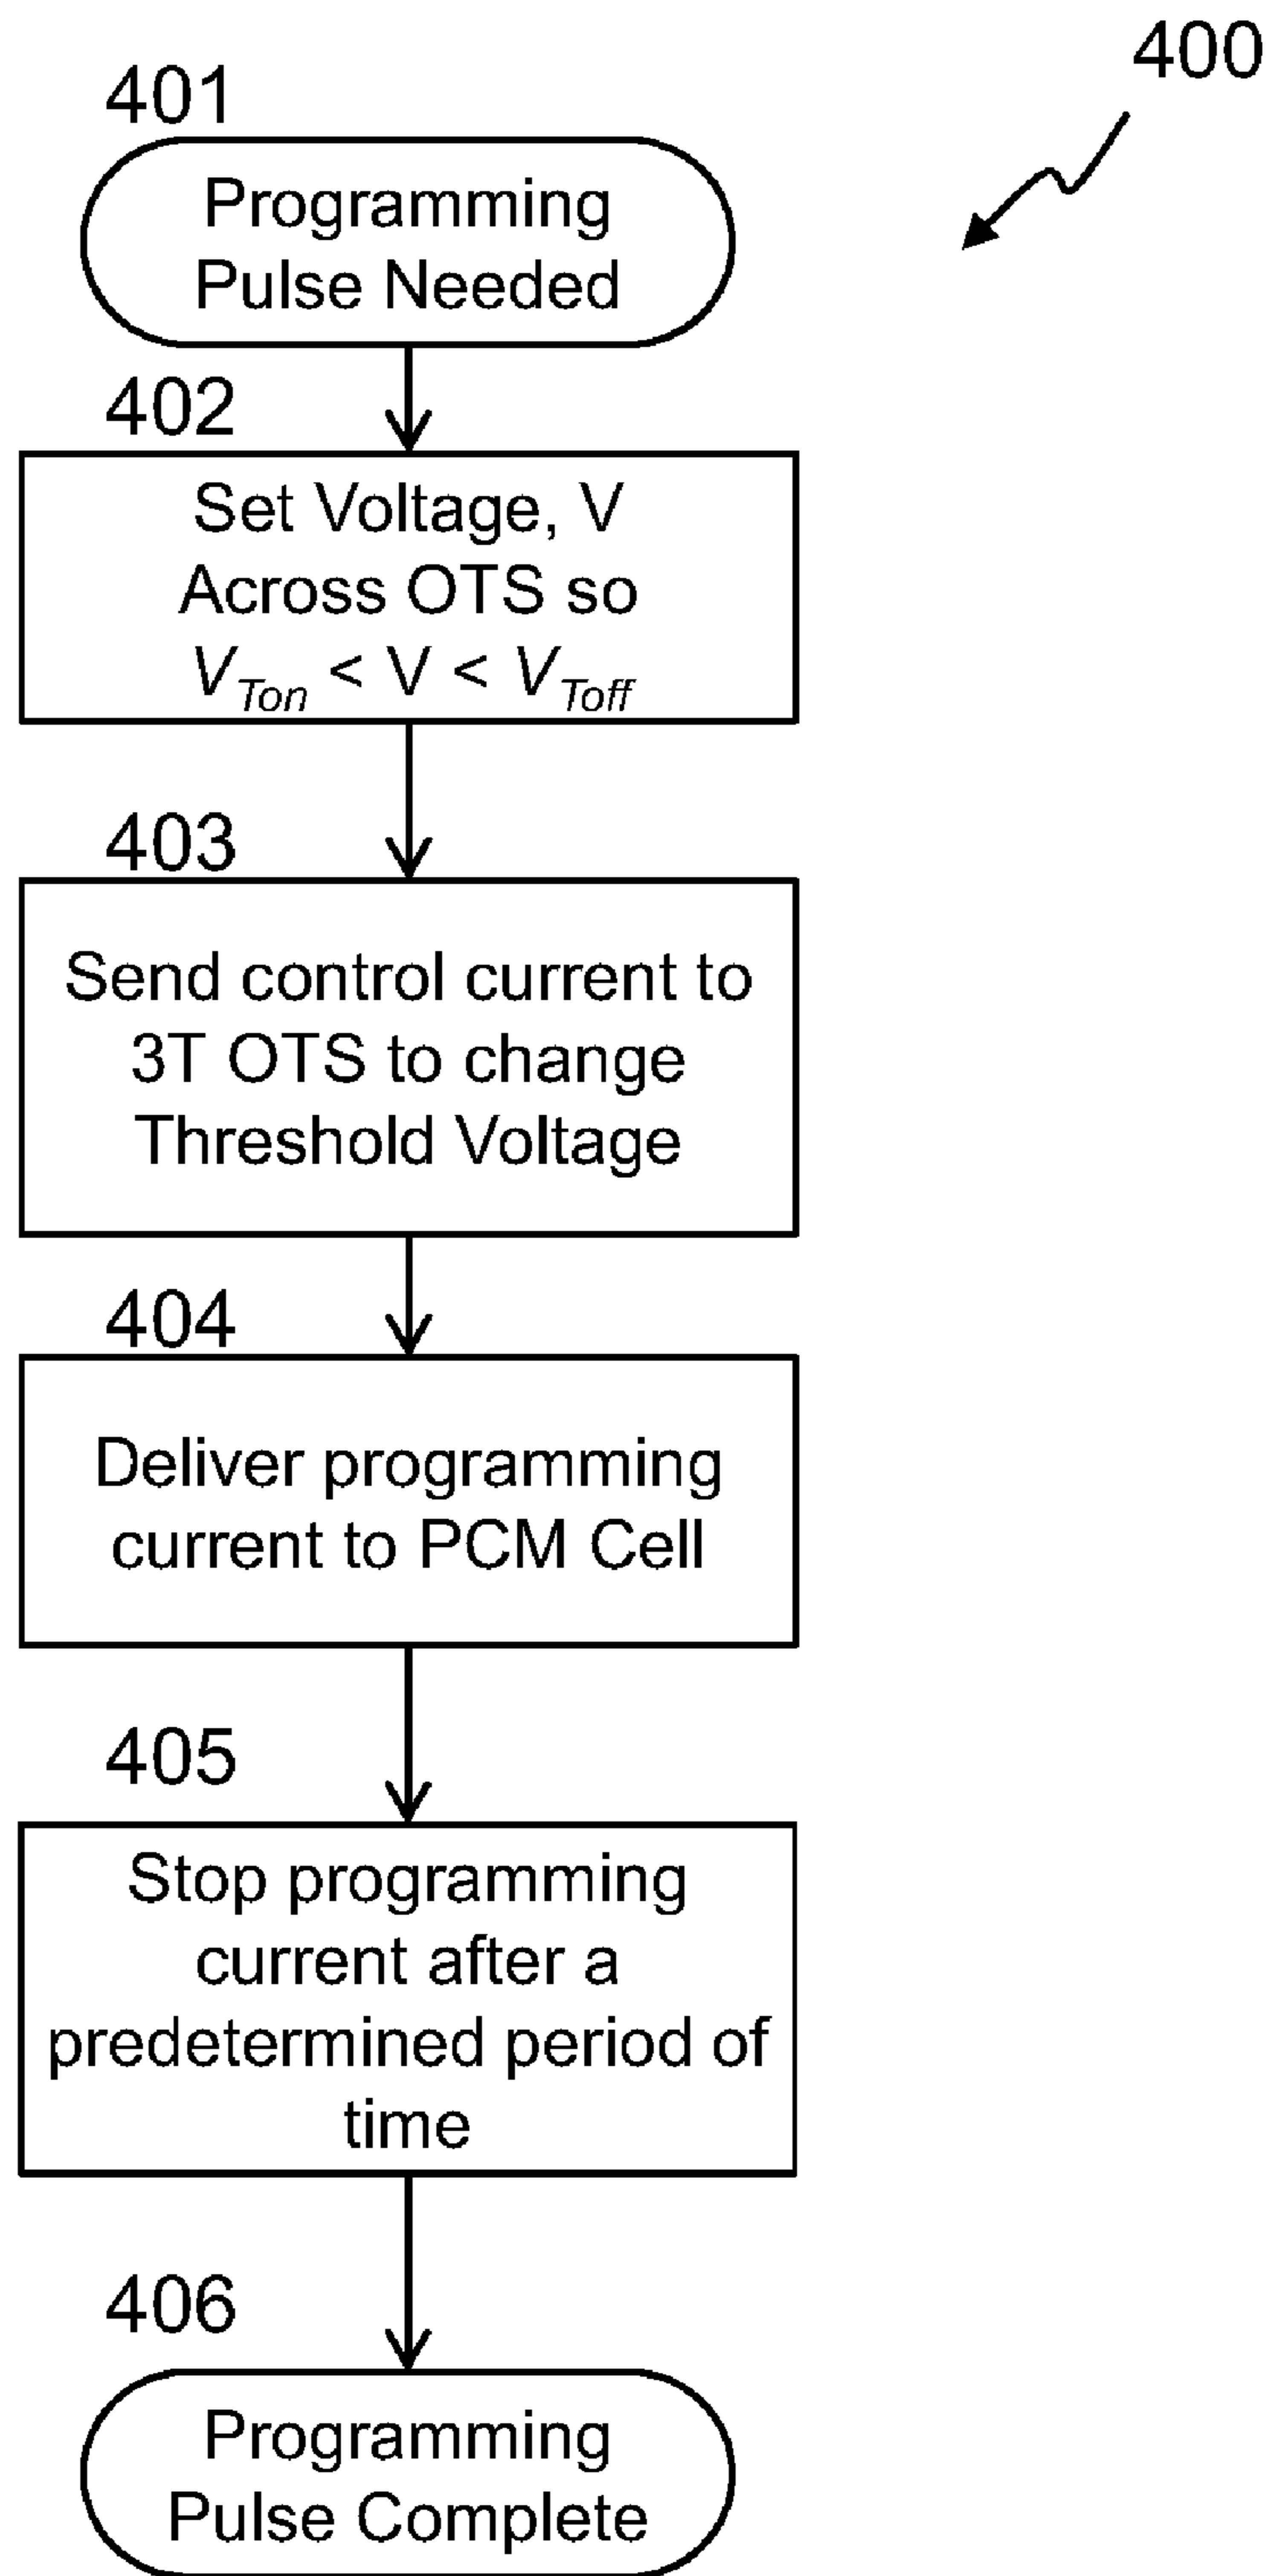 400
401
Programming
Pulse Needed
402
Set Voltage, V
Across OTS so
V_Ton < V < V_Toff
403
Send control current to
3T OTS to change
Threshold Voltage
404
Deliver programming
current to PCM Cell
405
Stop programming
current after a
predetermined period of
time
406
Programming
Pulse Complete